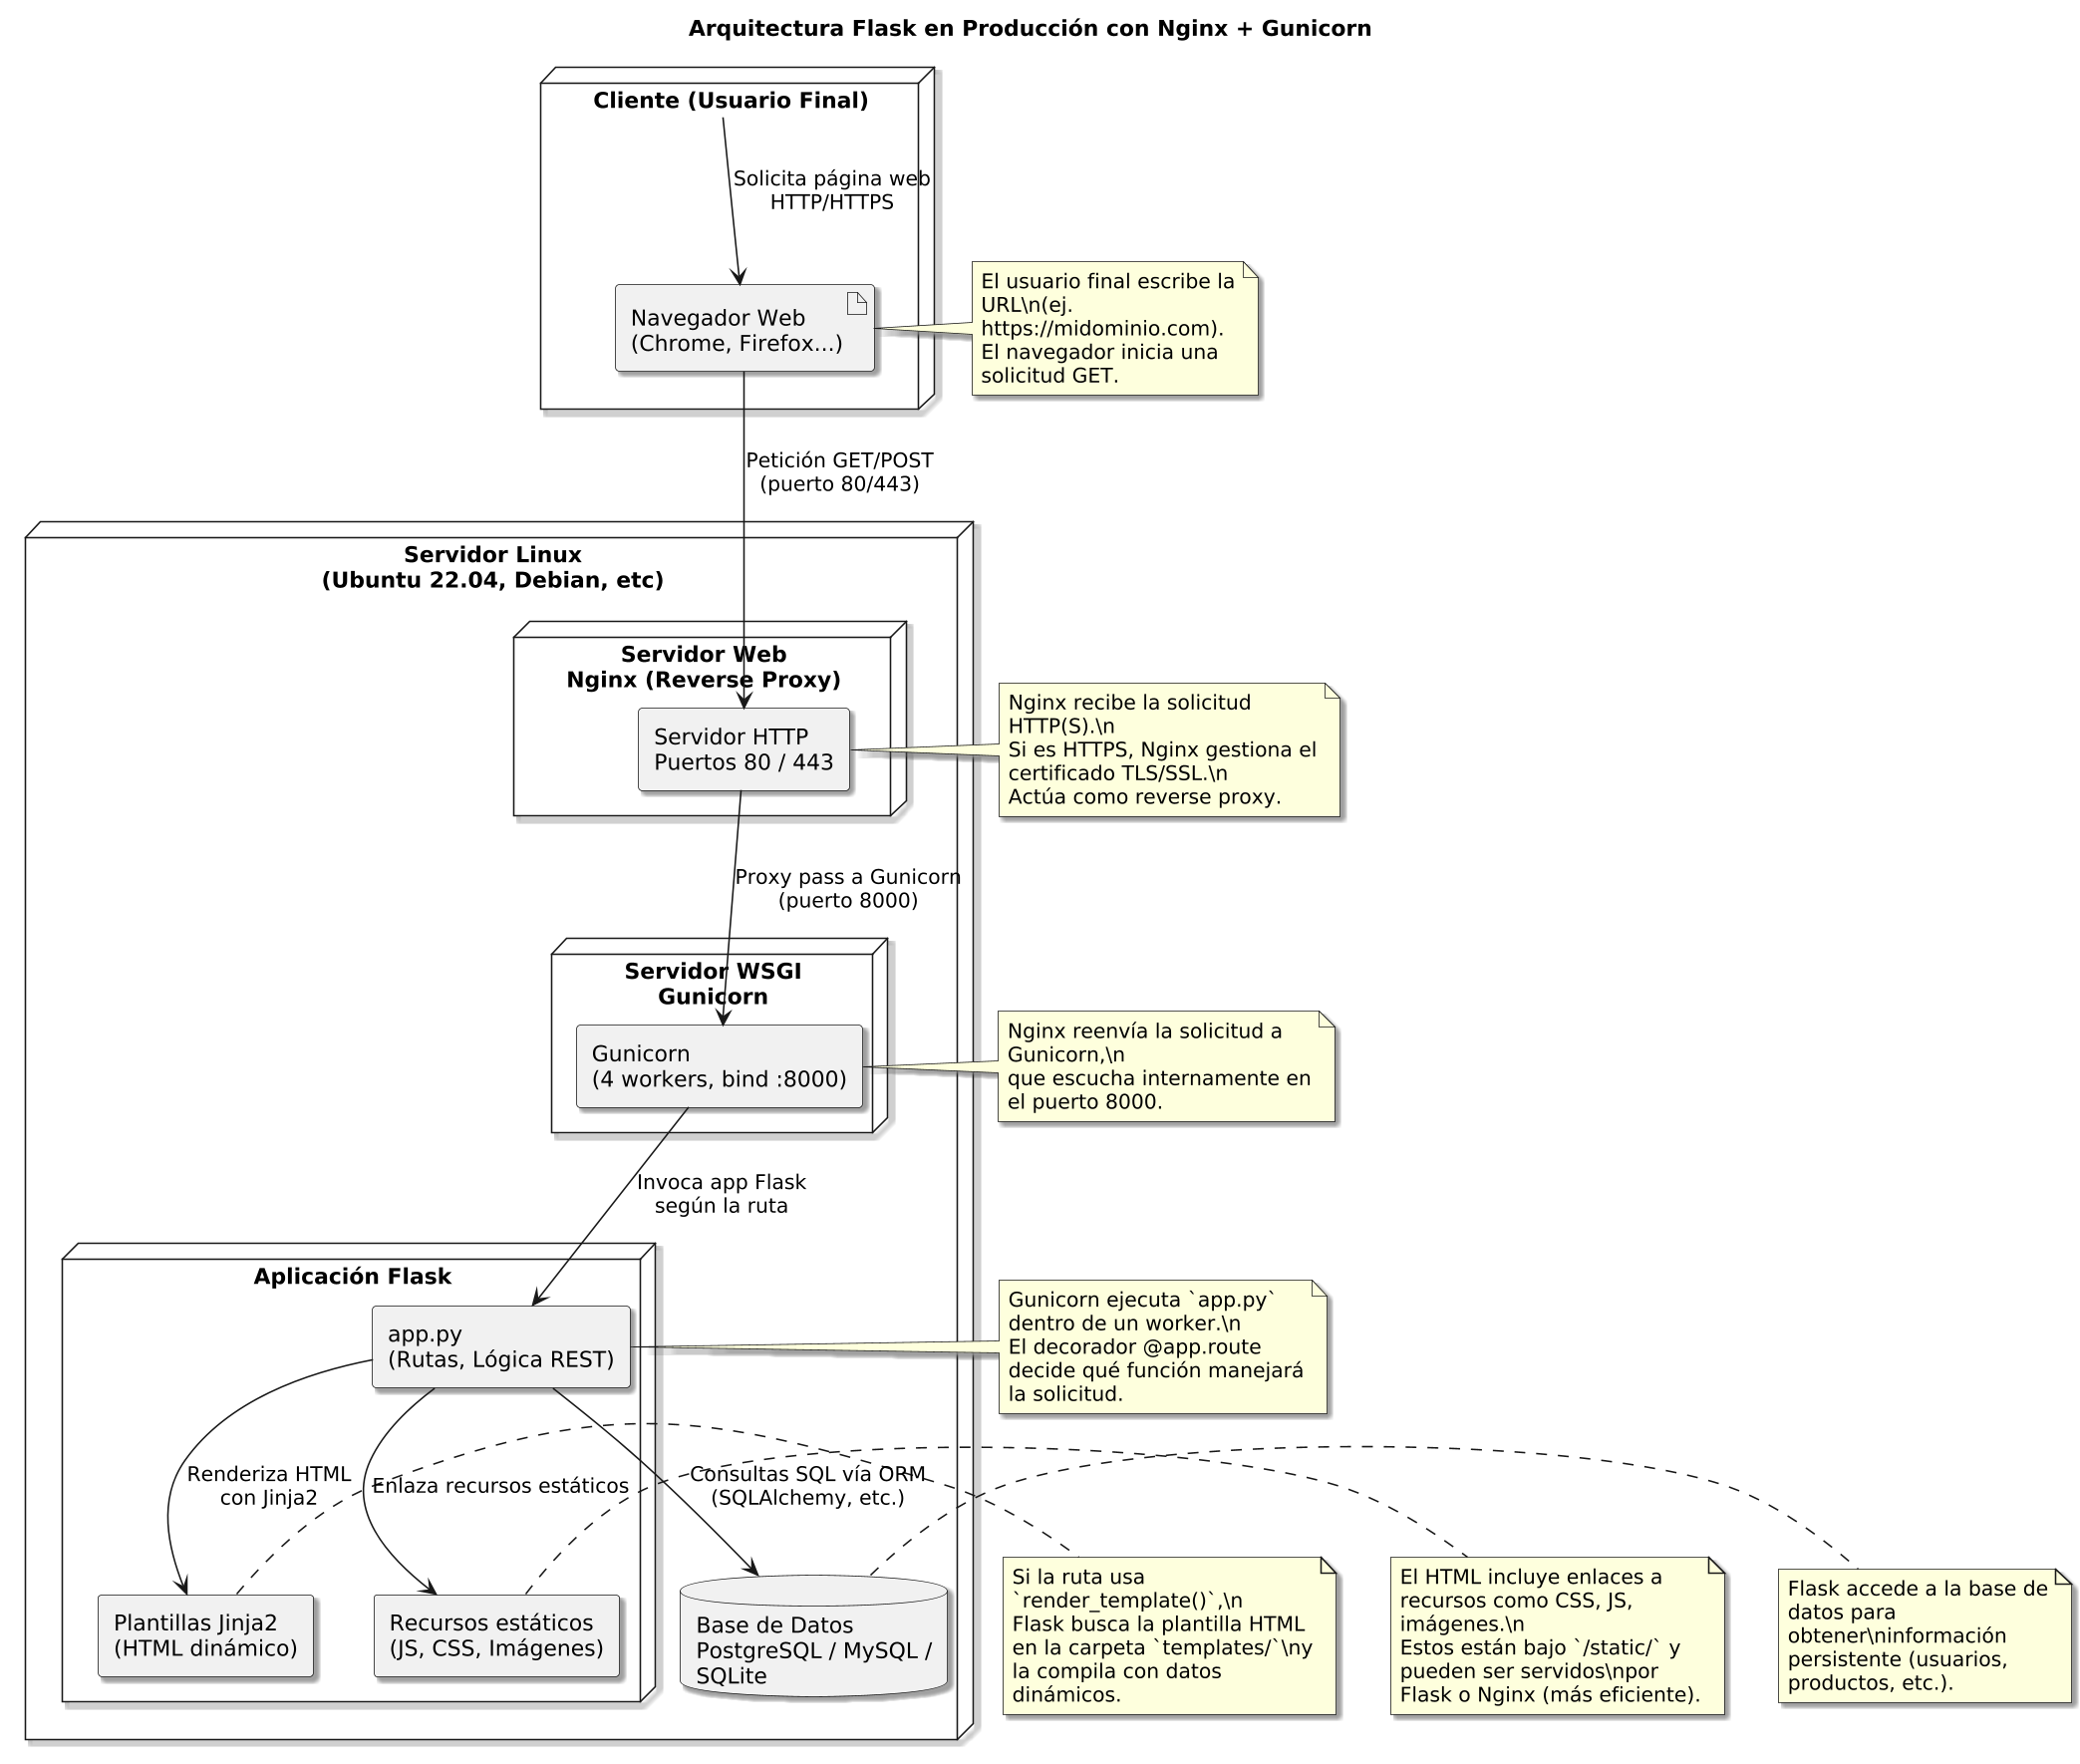 Arquitectura Flask en Producción con Nginx + Gunicorn
Cliente (Usuario Final)
Solicita página web
HTTP/HTTPS
Navegador Web
(Chrome, Firefox...)
El usuario final escribe la
URL\n(ej.
https://midominio.com).
El navegador inicia una
solicitud GET.
Petición GET/POST
(puerto 80/443)
Servidor Linux
(Ubuntu 22.04, Debian, etc)
Servidor Web
Nginx (Reverse Proxy)
Servidor HTTP
Puertos 80 / 443
Nginx recibe la solicitud
HTTP(S).\n
Si es HTTPS, Nginx gestiona el
certificado TLS/SSL.\n
Actúa como reverse proxy.
Proxy pass a Gunicorn
(puerto 8000)
Servidor WSGI
Gunicorn
Gunicorn
(4 workers, bind :8000)
Nginx reenvía la solicitud a
Gunicorn,\n
que escucha internamente en
el puerto 8000.
Invoca app Flask
según la ruta
Aplicación Flask
app.py
(Rutas, Lógica REST)
Gunicorn ejecuta `app.py`
dentro de un worker.\n
El decorador @app.route
decide qué función manejará
la solicitud.
Renderiza HTML
con Jinja2
Enlaza recursos estáticos
Consultas SQL vía ORM
(SQLAlchemy, etc.)
Plantillas Jinja2
(HTML dinámico)
Recursos estáticos
(JS, CSS, Imágenes)
Base de Datos
PostgreSQL / MySQL /
SQLite
Si la ruta usa
`render_template()`,\n
Flask busca la plantilla HTML
en la carpeta `templates/`\ny
la compila con datos
dinámicos.
El HTML incluye enlaces a
recursos como CSS, JS,
imágenes.\n
Estos están bajo `/static/` y
pueden ser servidos\npor
Flask o Nginx (más eficiente).
Flask accede a la base de
datos para
obtener\ninformación
persistente (usuarios,
productos, etc.).